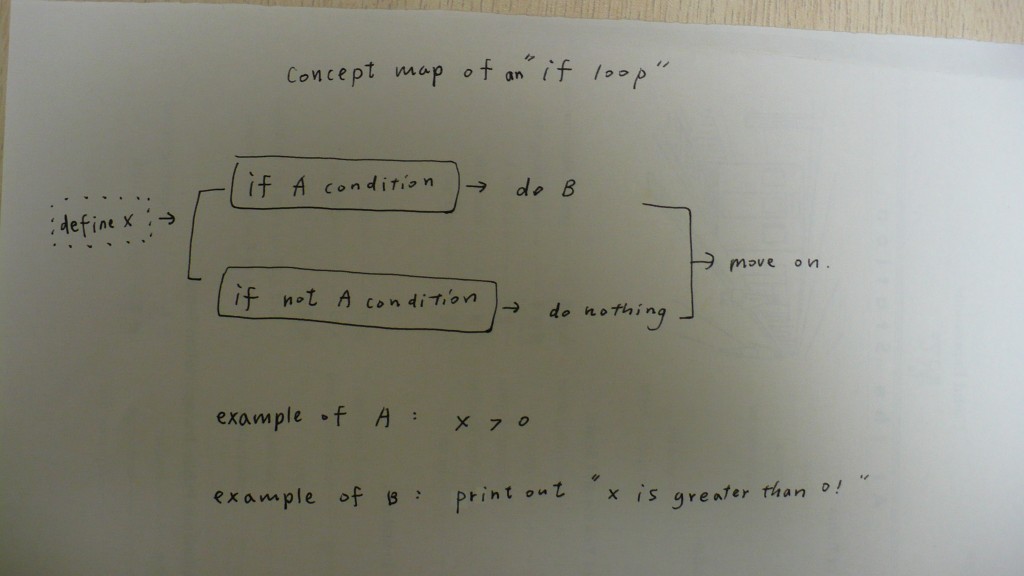 Concept map of an "if loop"
define X → if A condition → do B
if not A condition → do nothing
→ move on.
example of A : X > 0
example of B : print out "x is greater than 0! "